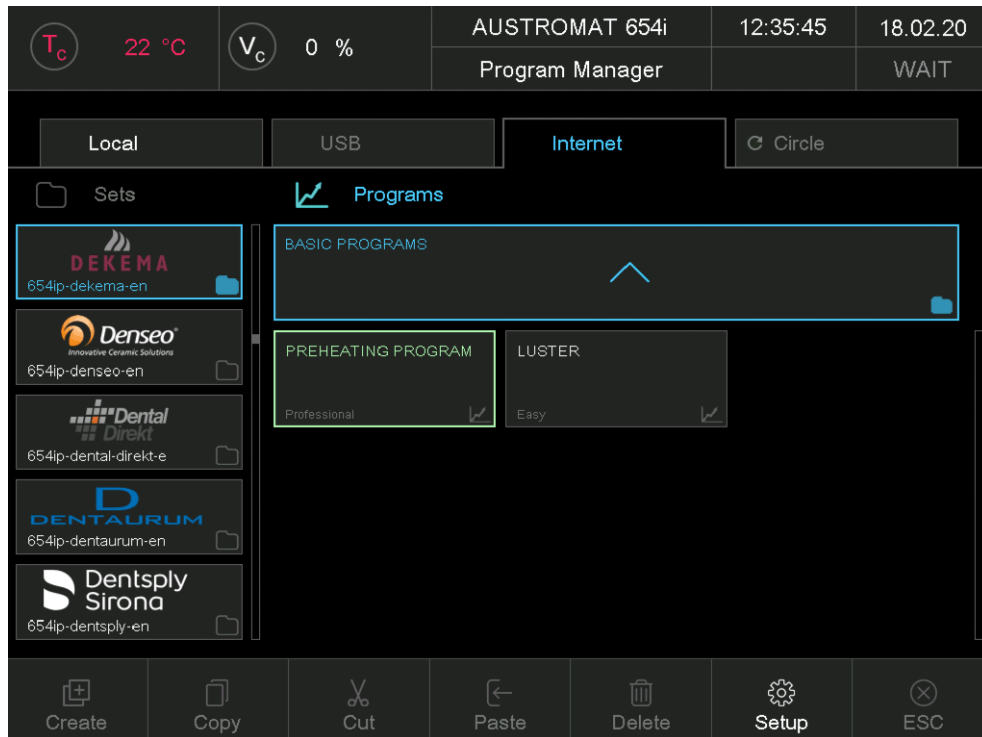 Tc 22 °C Vc 0 % AUSTROMAT 654i 12:35:45 18.02.20
Program Manager WAIT
Local USB Internet Circle
Sets Programs
DEKEMA
654ip-dekema-en
BASIC PROGRAMS
Denseo®
Innovative Ceramic Solutions
654ip-denseo-en
PREHEATING PROGRAM
Professional
LUSTER
Easy
Dental
Direkt
654ip-dental-direkt-e
D
DENTAURUM
654ip-dentaurum-en
Dentsply
Sirona
654ip-dentsply-en
Create Copy Cut Paste Delete Setup ESC